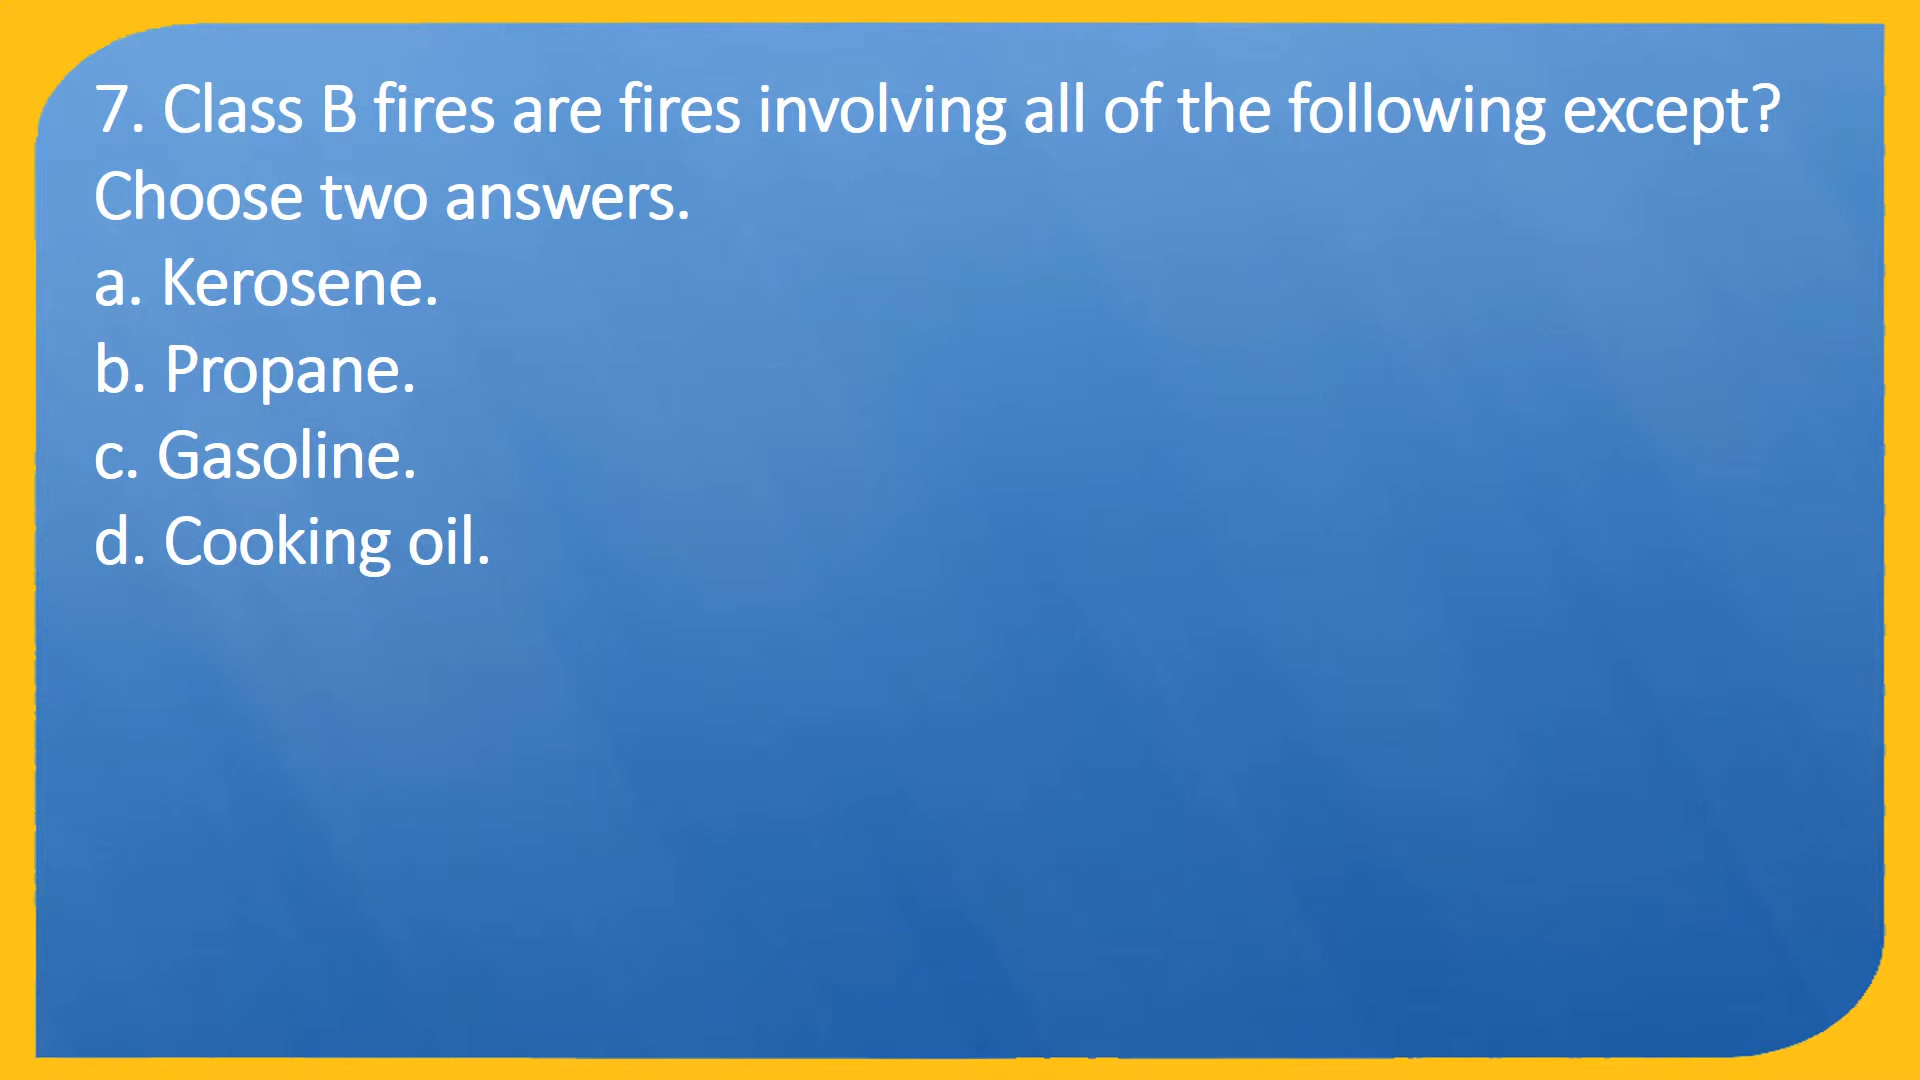 7. Class B fires are fires involving all of the following except?
Choose two answers.
a. Kerosene.
b. Propane.
c. Gasoline.
d. Cooking oil.